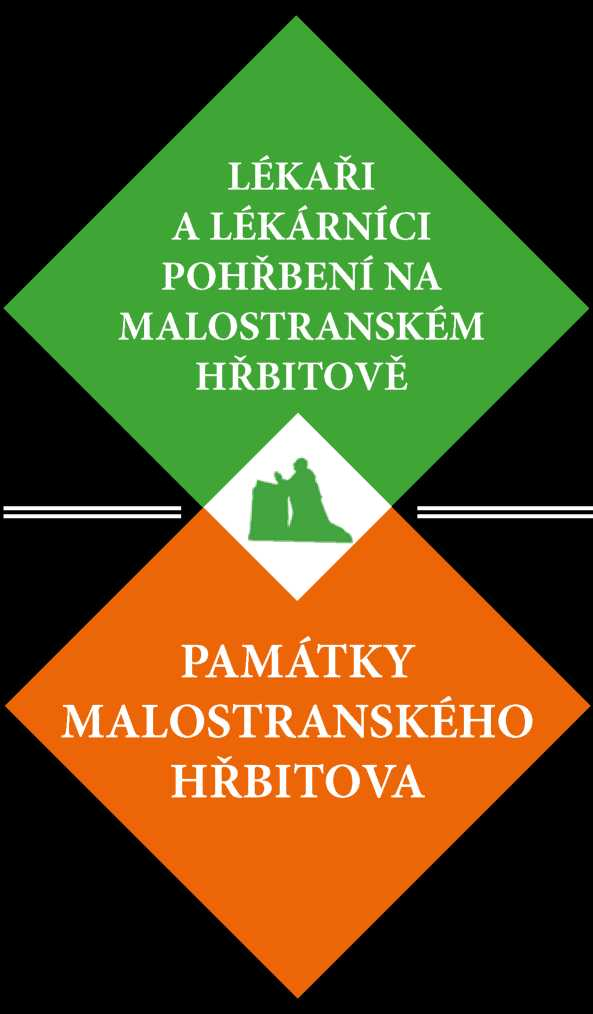 LÉKAŘI
A LÉKÁRNÍCI
POHŘBENÍ NA
MALOSTRANSKÉM
HŘBITOVĚ
PAMÁTKY
MALOSTRANSKÉHO
HŘBITOVA